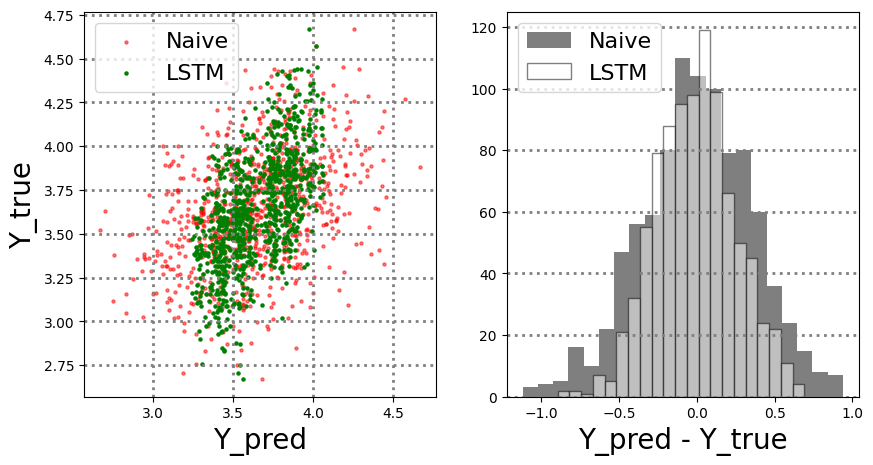 4.75
4.50
4.25
4.00
3.75
3.50
3.25
3.00
2.75
Y_true
Naive
LSTM
3.0 3.5 4.0 4.5
Y_pred
120
100
80
60
40
20
0
Naive
LSTM
−1.0 −0.5 0.0 0.5 1.0
Y_pred - Y_true